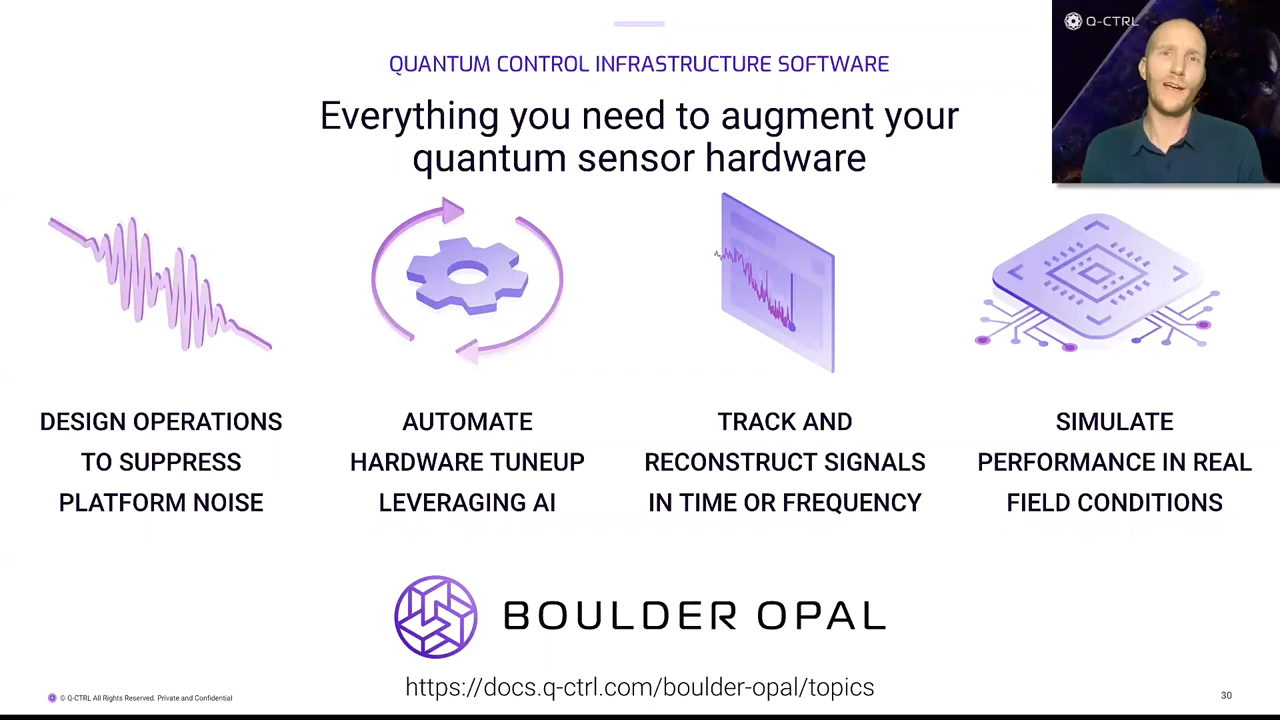 Q-CTRL
QUANTUM CONTROL INFRASTRUCTURE SOFTWARE
Everything you need to augment your
quantum sensor hardware
DESIGN OPERATIONS
TO SUPPRESS
PLATFORM NOISE
AUTOMATE
HARDWARE TUNEUP
LEVERAGING AI
TRACK AND
RECONSTRUCT SIGNALS
IN TIME OR FREQUENCY
SIMULATE
PERFORMANCE IN REAL
FIELD CONDITIONS
BOULDER OPAL
https://docs.q-ctrl.com/boulder-opal/topics
© Q-CTRL All Rights Reserved. Private and Confidential
30